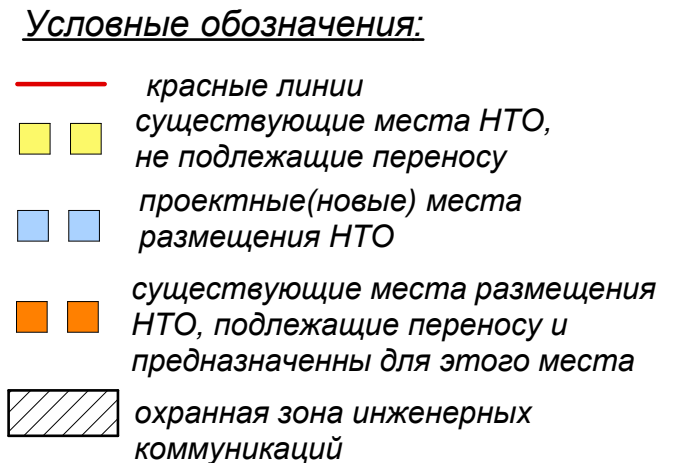 Условные обозначения:
красные линии
существующие места НТО,
не подлежащие переносу
проектные(новые) места
размещения НТО
существующие места размещения
НТО, подлежащие переносу и
предназначенны для этого места
охранная зона инженерных
коммуникаций